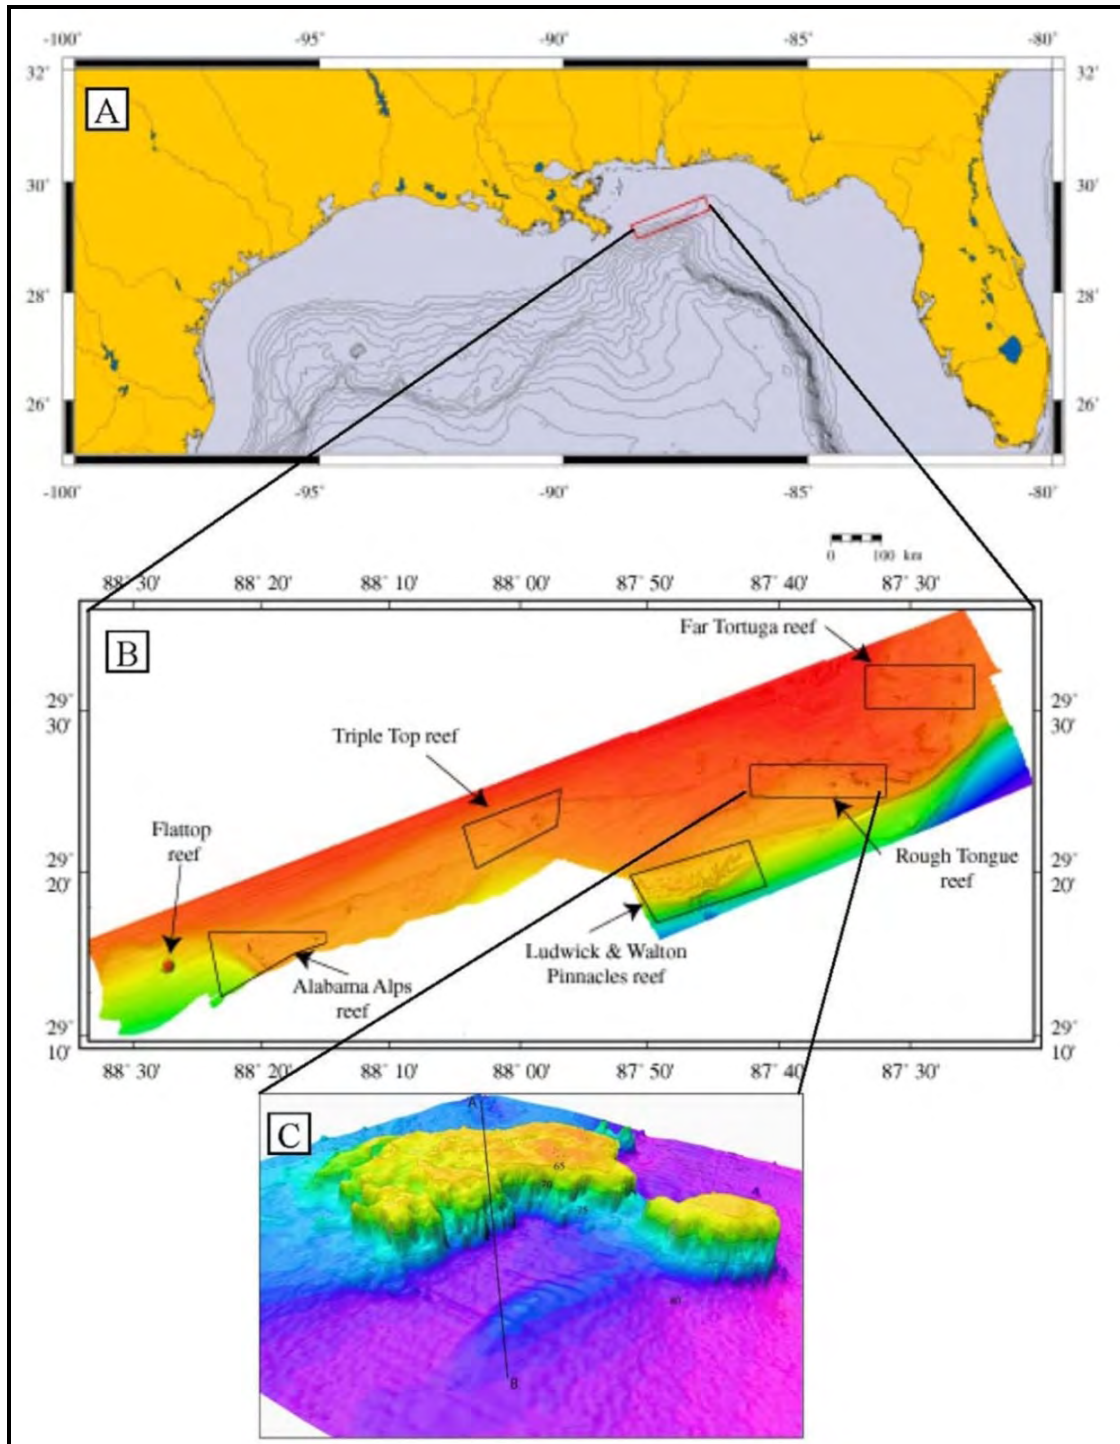 -100˚ -95˚ -90˚ -85˚ -80˚
32˚ 32˚
A
30˚ 30˚
28˚ 28˚
26˚ 26˚
-100˚ -95˚ -90˚ -85˚ -80˚
0 100 km
88˚ 30' 88˚ 20' 88˚ 10' 88˚ 00' 87˚ 50' 87˚ 40' 87˚ 30'
B
Far Tortuga reef
29˚ 29˚
30' 30'
Triple Top reef
Flattop
reef
Rough Tongue
reef
29˚ 29˚
20' 20'
Ludwick & Walton
Pinnacles reef
Alabama Alps
reef
29˚ 29˚
10' 10'
88˚ 30' 88˚ 20' 88˚ 10' 88˚ 00' 87˚ 50' 87˚ 40' 87˚ 30'
C
A
65
70
75
80
B